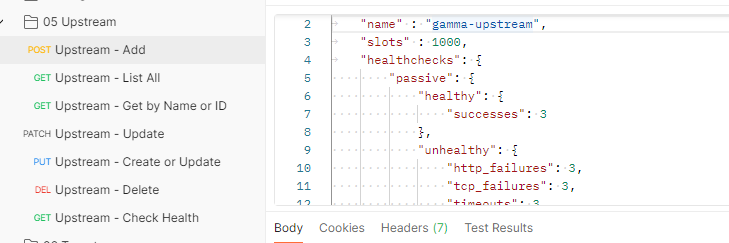 05 Upstream
POST Upstream - Add
GET Upstream - List All
GET Upstream - Get by Name or ID
PATCH Upstream - Update
PUT Upstream - Create or Update
DEL Upstream - Delete
GET Upstream - Check Health
2 "name" : "gamma-upstream",
3 "slots" : 1000,
4 "healthchecks": {
5 "passive": {
6 "healthy": {
7 "successes": 3
8 },
9 "unhealthy": {
10 "http_failures": 3,
11 "tcp_failures": 3,
12 "timeouts": 3
Body Cookies Headers (7) Test Results